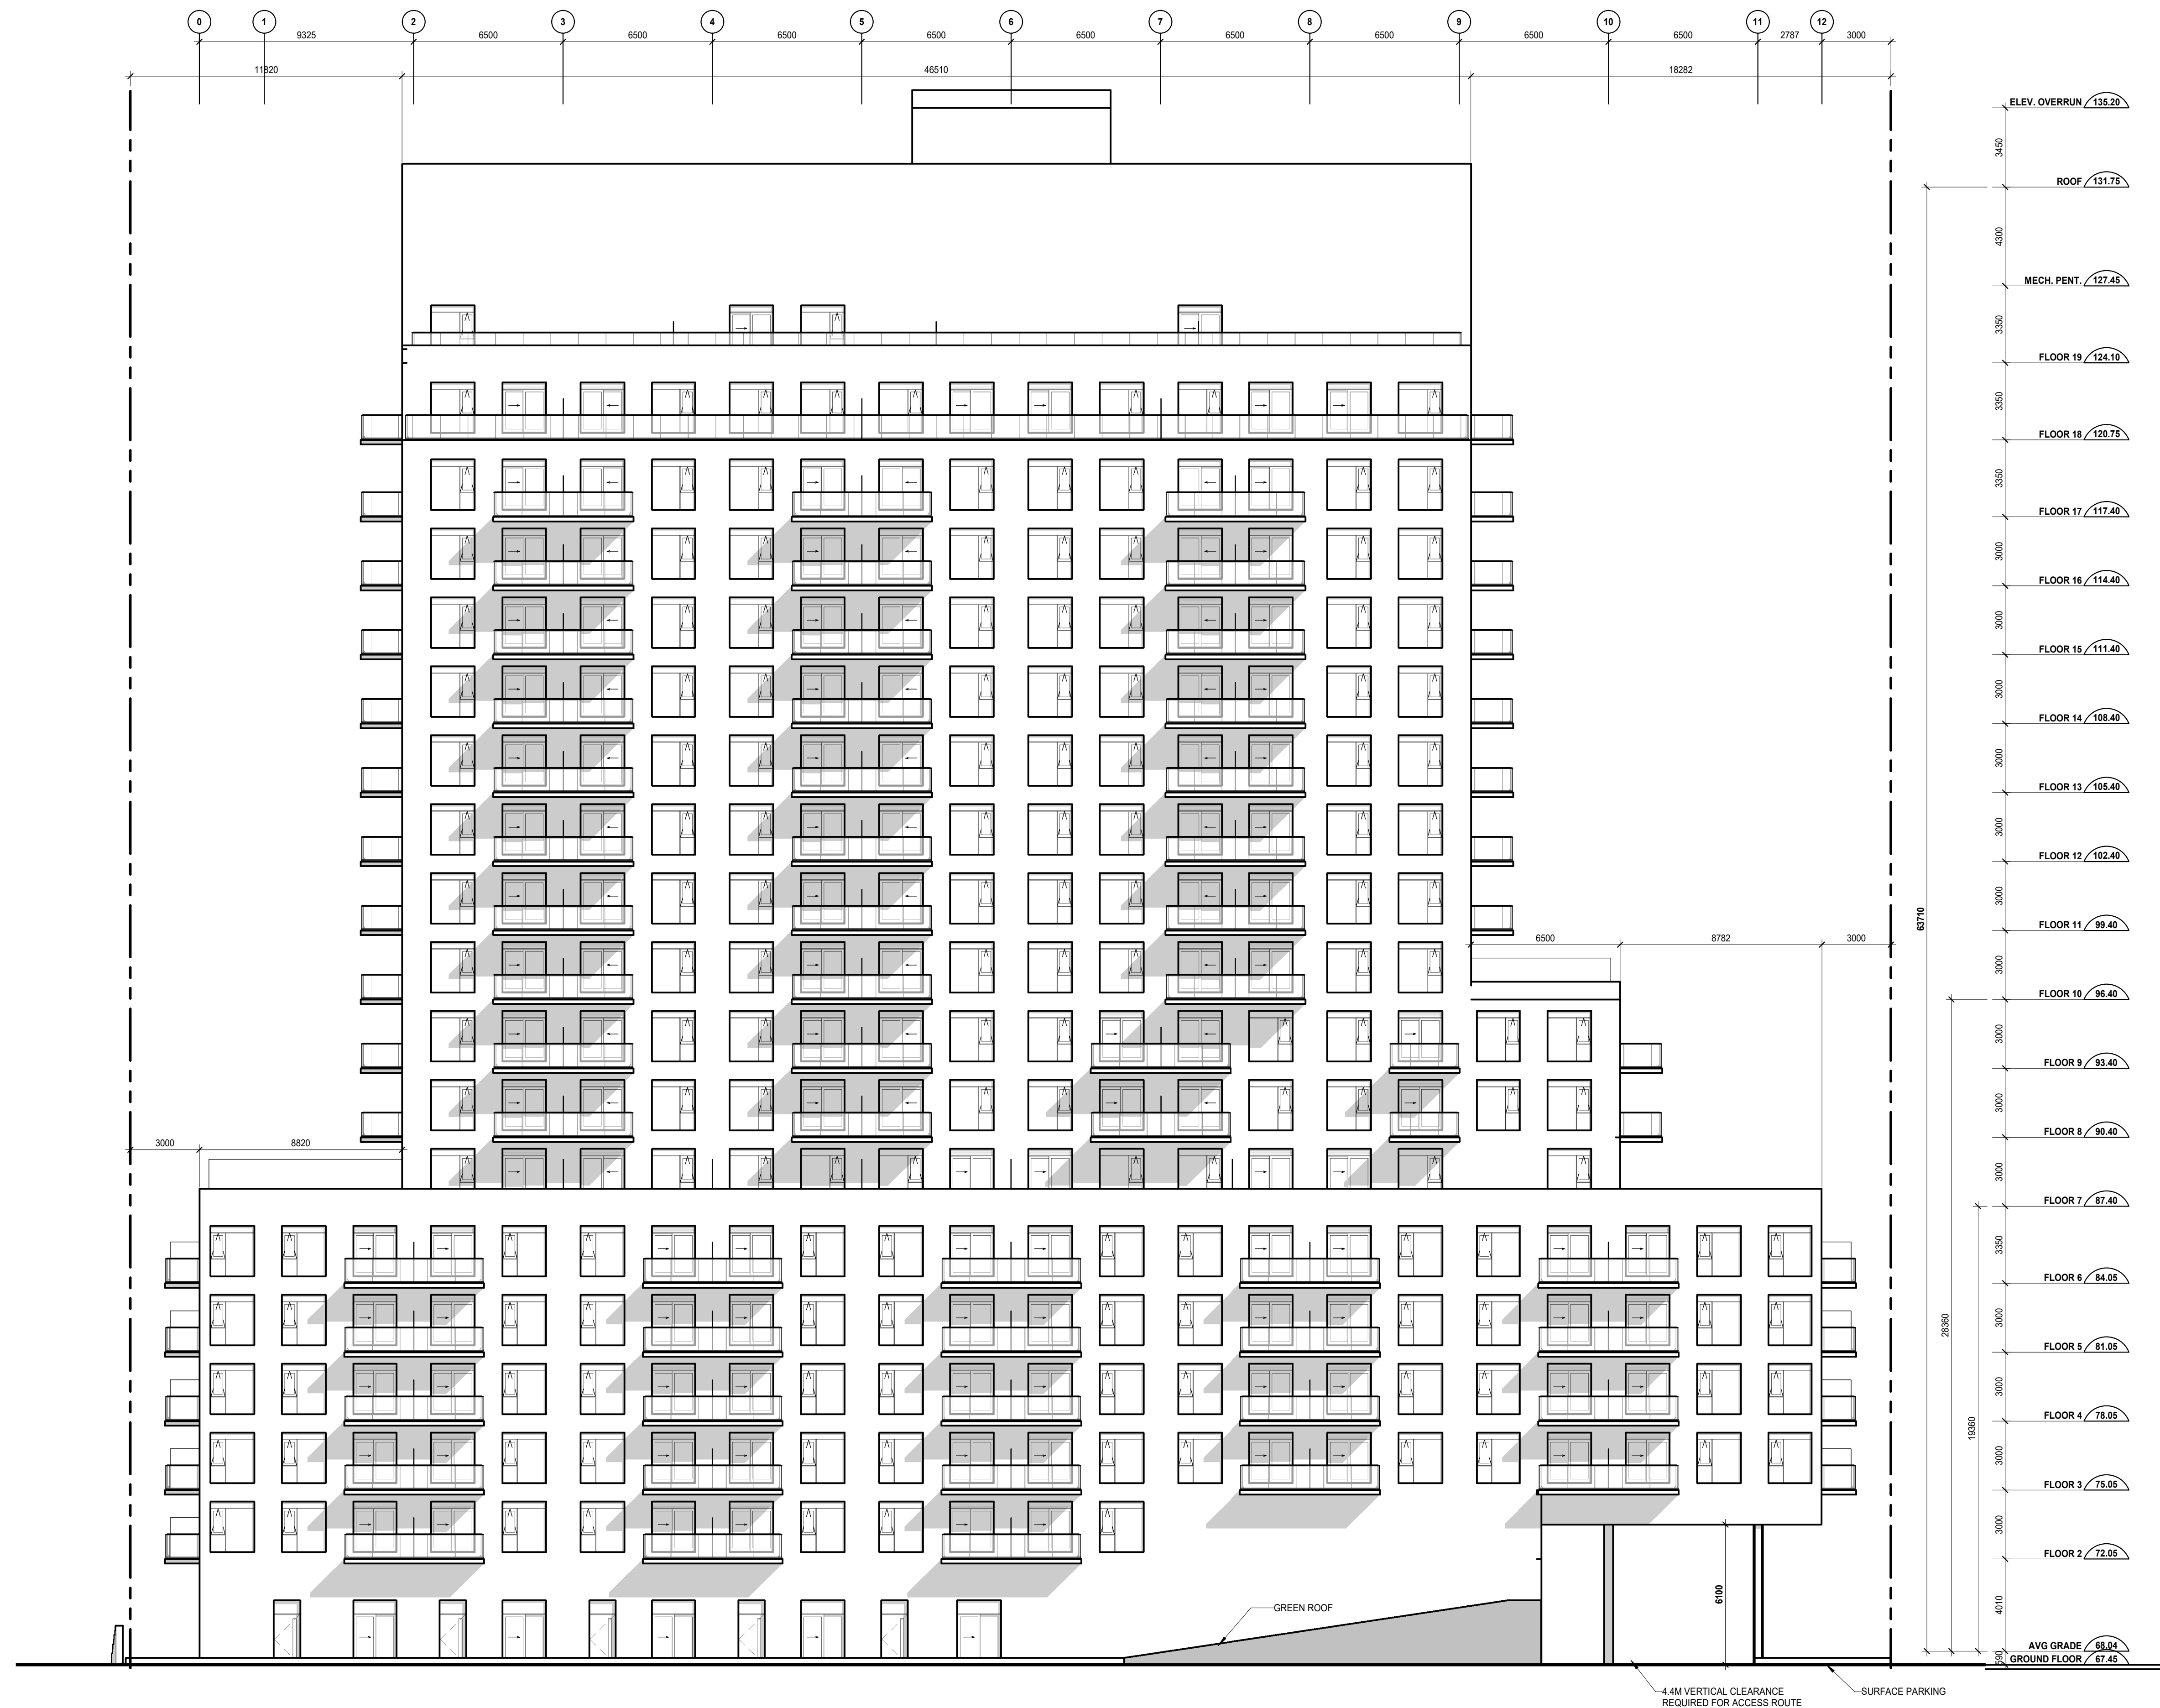 0 1 2 3 4 5 6 7 8 9 10 11 12
9325 6500 6500 6500 6500 6500 6500 6500 6500 6500 2787 3000
11820 46510 18282
ELEV. OVERRUN 135.20
3450
ROOF 131.75
4300
MECH. PENT. 127.45
3350
FLOOR 19 124.10
3350
FLOOR 18 120.75
3350
FLOOR 17 117.40
3000
FLOOR 16 114.40
3000
FLOOR 15 111.40
3000
FLOOR 14 108.40
3000
FLOOR 13 105.40
3000
FLOOR 12 102.40
3000
63710
FLOOR 11 99.40
6500 8782 3000
3000
FLOOR 10 96.40
3000
FLOOR 9 93.40
3000
FLOOR 8 90.40
3000 8820
3000
FLOOR 7 87.40
3350
FLOOR 6 84.05
3000
28360
FLOOR 5 81.05
3000
FLOOR 4 78.05
19360
3000
FLOOR 3 75.05
3000
FLOOR 2 72.05
6100
4010
GREEN ROOF
AVG GRADE 68.04
590
GROUND FLOOR 67.45
4.4M VERTICAL CLEARANCE
REQUIRED FOR ACCESS ROUTE
SURFACE PARKING